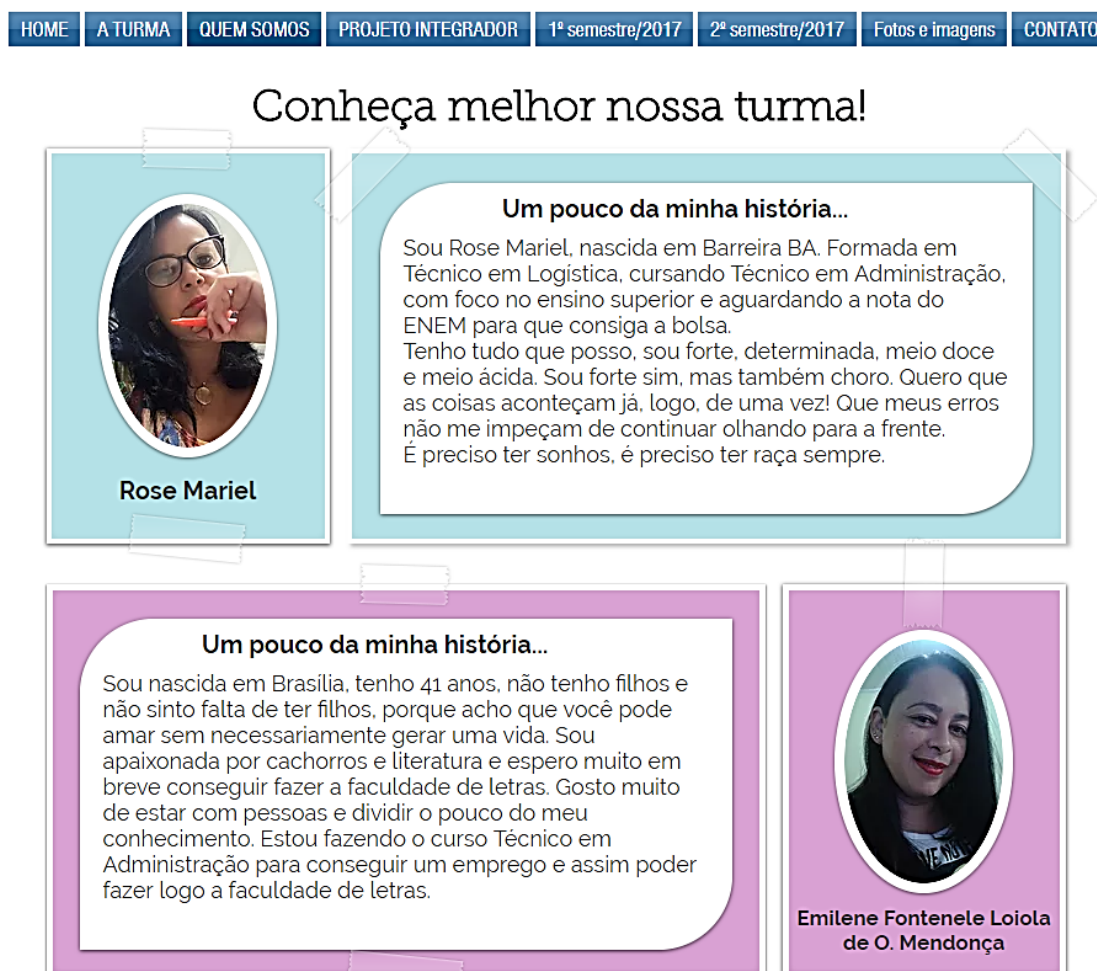 HOME A TURMA QUEM SOMOS PROJETO INTEGRADOR 1º semestre/2017 2º semestre/2017 Fotos e imagens CONTATO
Conheça melhor nossa turma!
Rose Mariel
Um pouco da minha história...
Sou Rose Mariel, nascida em Barreira BA. Formada em
Técnico em Logística, cursando Técnico em Administração,
com foco no ensino superior e aguardando a nota do
ENEM para que consiga a bolsa.
Tenho tudo que posso, sou forte, determinada, meio doce
e meio ácida. Sou forte sim, mas também choro. Quero que
as coisas aconteçam já, logo, de uma vez! Que meus erros
não me impeçam de continuar olhando para a frente.
É preciso ter sonhos, é preciso ter raça sempre.
Um pouco da minha história...
Sou nascida em Brasília, tenho 41 anos, não tenho filhos e
não sinto falta de ter filhos, porque acho que você pode
amar sem necessariamente gerar uma vida. Sou
apaixonada por cachorros e literatura e espero muito em
breve conseguir fazer a faculdade de letras. Gosto muito
de estar com pessoas e dividir o pouco do meu
conhecimento. Estou fazendo o curso Técnico em
Administração para conseguir um emprego e assim poder
fazer logo a faculdade de letras.
Emilene Fontenele Loiola
de O. Mendonça